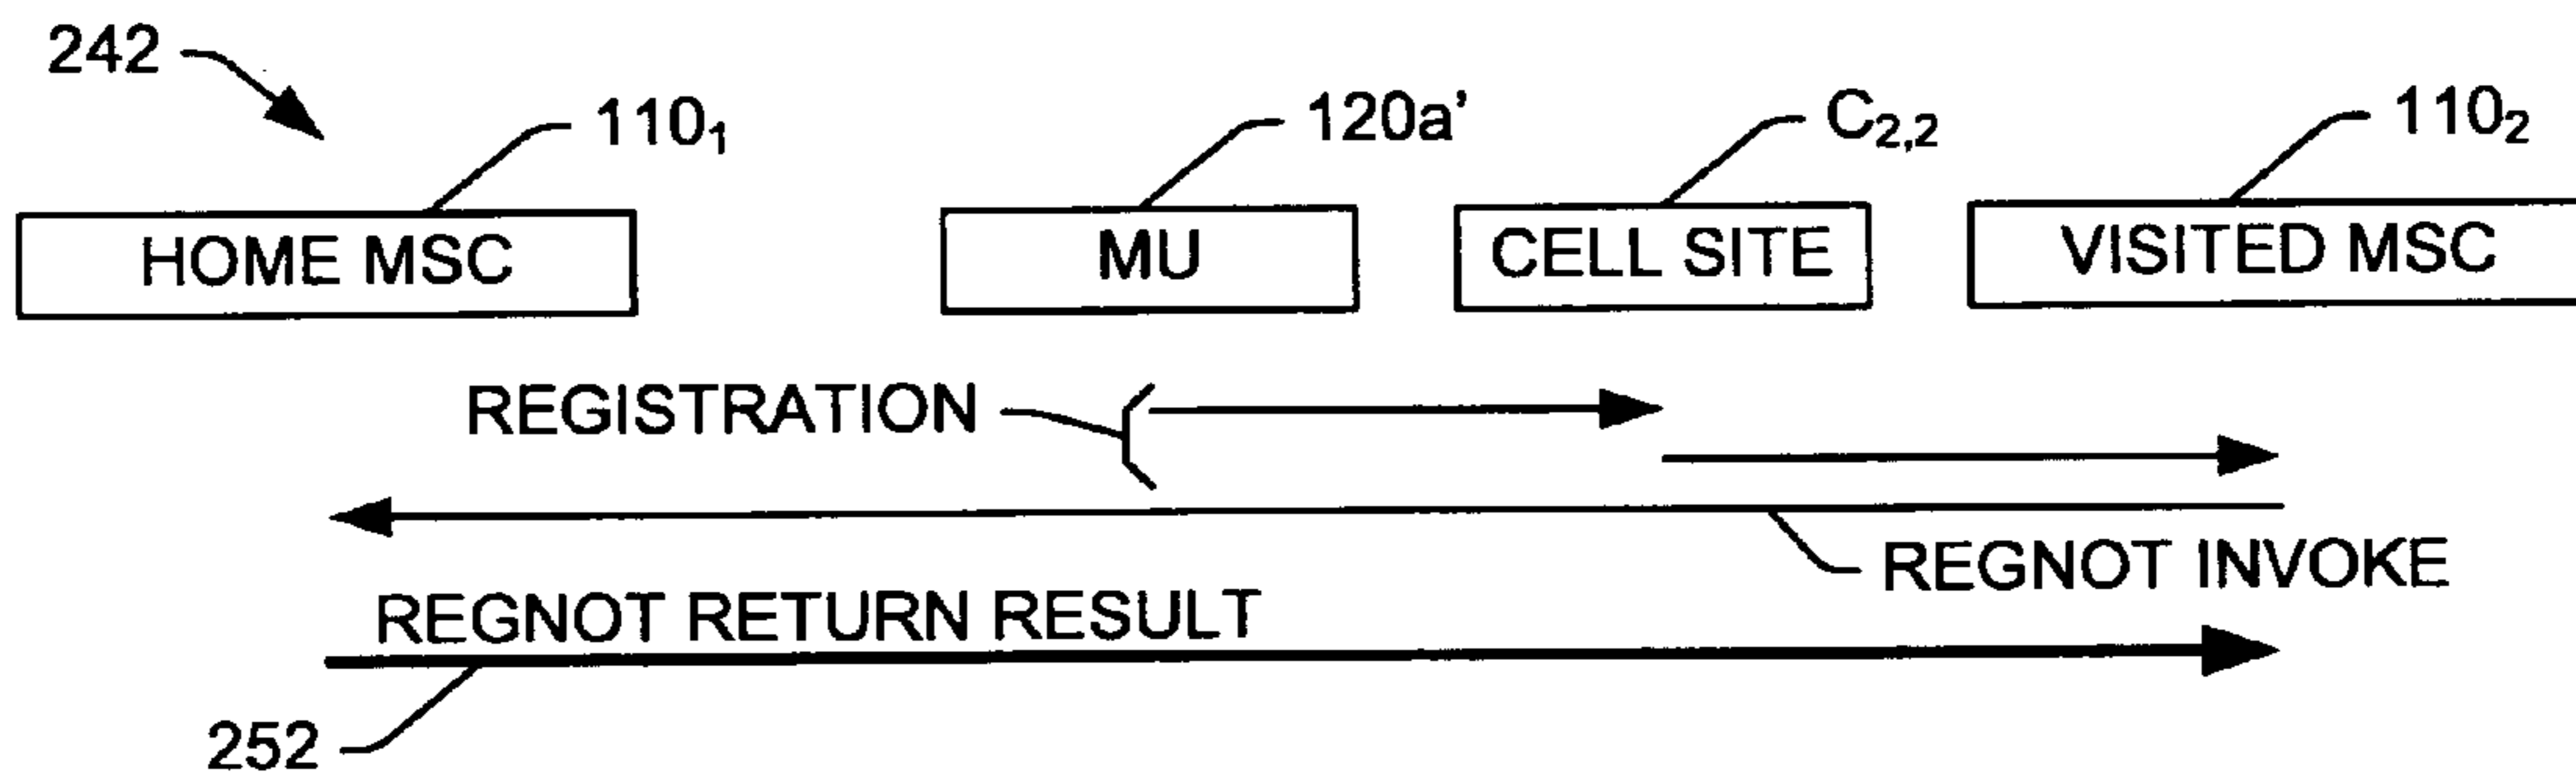 242
110₁
120a'
C₂,₂
110₂
HOME MSC
MU
CELL SITE
VISITED MSC
REGISTRATION
REGNOT INVOKE
REGNOT RETURN RESULT
252